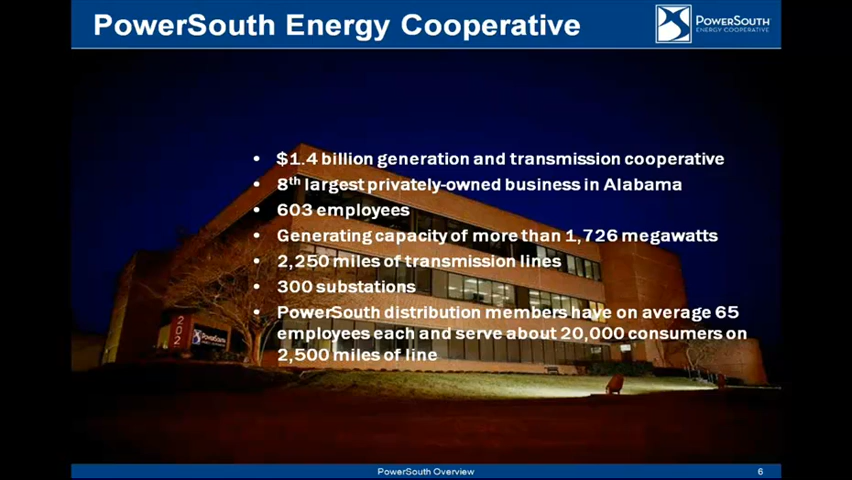 PowerSouth Energy Cooperative
POWERSOUTH
ENERGY COOPERATIVE
• $1.4 billion generation and transmission cooperative
• 8th largest privately-owned business in Alabama
• 603 employees
• Generating capacity of more than 1,726 megawatts
• 2,250 miles of transmission lines
• 300 substations
• PowerSouth distribution members have on average 65
employees each and serve about 20,000 consumers on
2,500 miles of line
202
POWERSOUTH
PowerSouth Overview
6